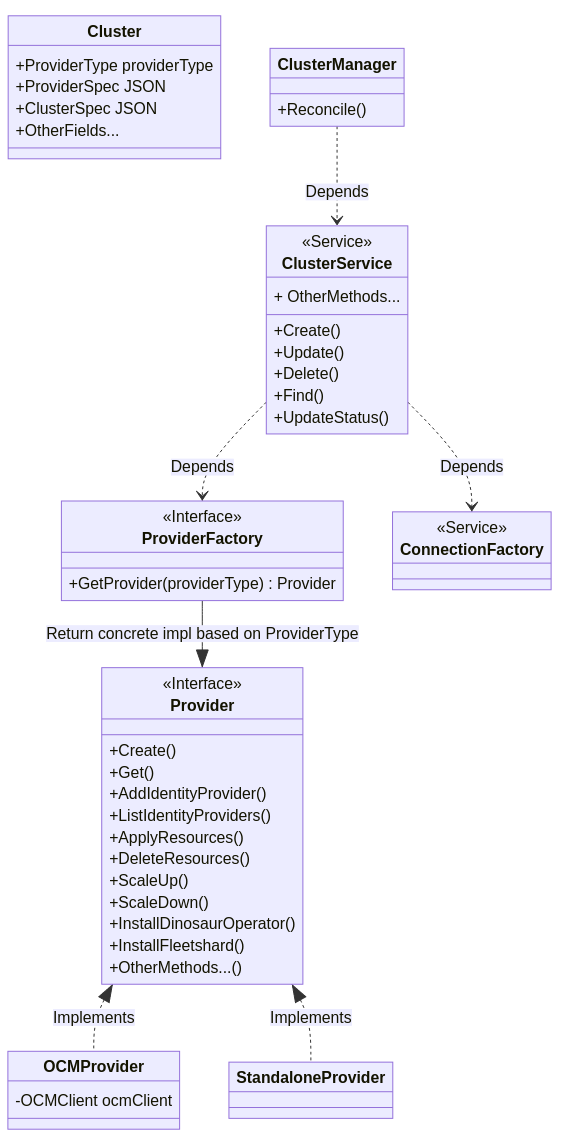 Cluster
+ProviderType providerType
+ProviderSpec JSON
+ClusterSpec JSON
+OtherFields...
ClusterManager
+Reconcile()
Depends
«Service»
ClusterService
+ OtherMethods...
+Create()
+Update()
+Delete()
+Find()
+UpdateStatus()
Depends
Depends
«Interface»
ProviderFactory
+GetProvider(providerType) : Provider
«Service»
ConnectionFactory
Return concrete impl based on ProviderType
«Interface»
Provider
+Create()
+Get()
+AddIdentityProvider()
+ListIdentityProviders()
+ApplyResources()
+DeleteResources()
+ScaleUp()
+ScaleDown()
+InstallDinosaurOperator()
+InstallFleetshard()
+OtherMethods...()
Implements
Implements
OCMProvider
-OCMClient ocmClient
StandaloneProvider